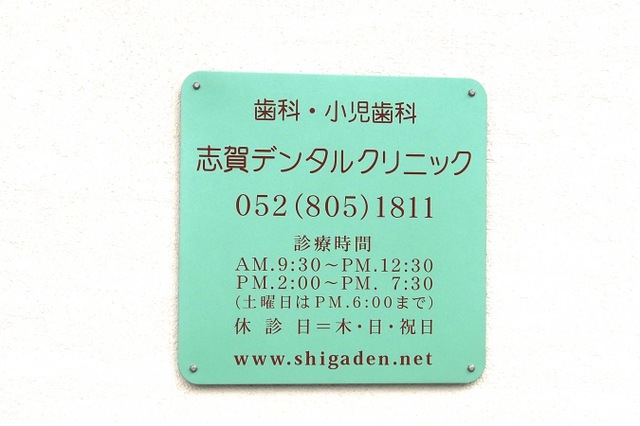 歯科・小児歯科
志賀デンタルクリニック
052(805)1811
診療時間
AM.9:30～PM.12:30
PM.2:00～PM. 7:30
(土曜日はPM.6:00まで)
休 診 日＝木・日・祝日
www.shigaden.net